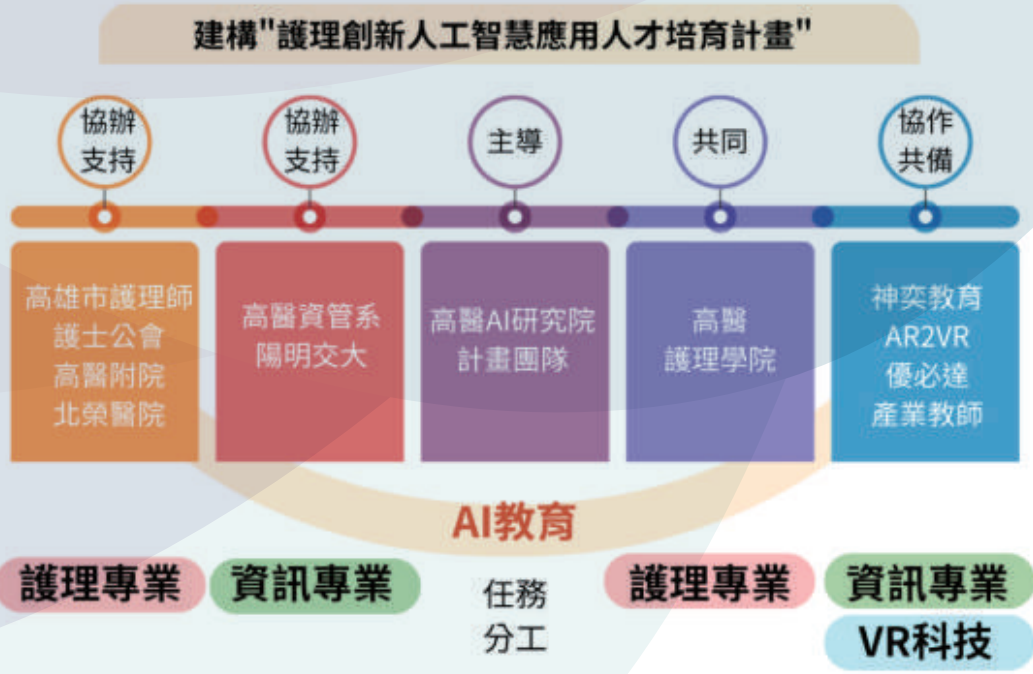 建構"護理創新人工智慧應用人才培育計畫"
協辦
支持
協辦
支持
主導
共同
協作
共備
高雄市護理師
護士公會
高醫附院
北榮醫院
高醫資管系
陽明交大
高醫AI研究院
計畫團隊
高醫
護理學院
神奕教育
AR2VR
優必達
產業教師
AI教育
護理專業
資訊專業
任務
分工
護理專業
資訊專業
VR科技